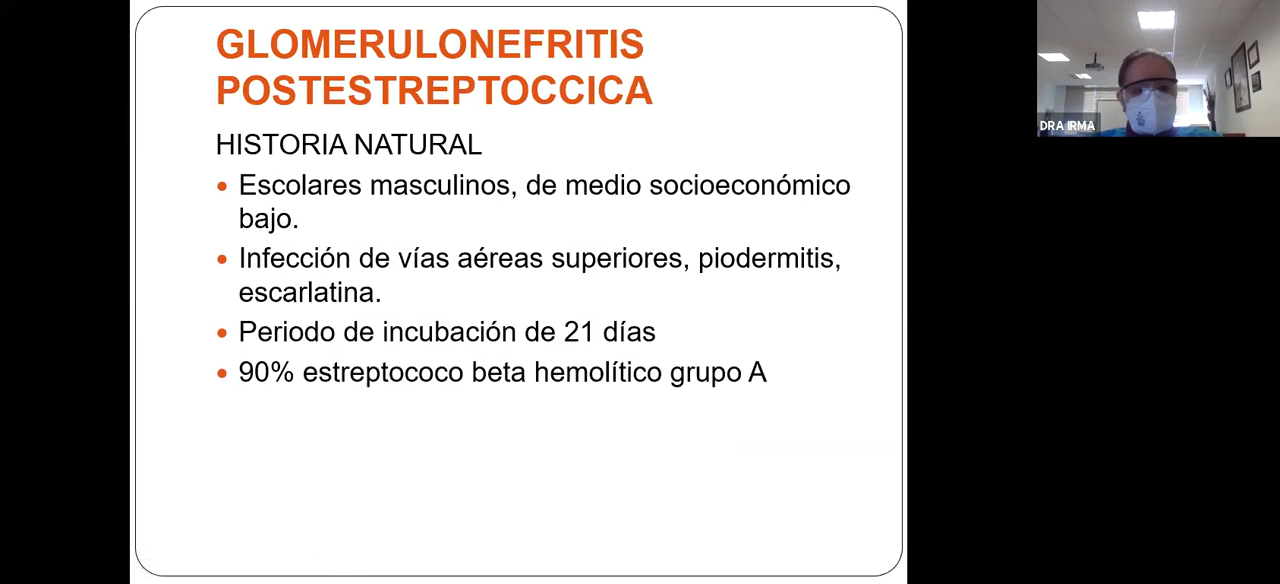 GLOMERULONEFRITIS
POSTESTREPTOCCICA
HISTORIA NATURAL
• Escolares masculinos, de medio socioeconómico
bajo.
• Infección de vías aéreas superiores, piodermitis,
escarlatina.
• Periodo de incubación de 21 días
• 90% estreptococo beta hemolítico grupo A
DRA IRMA